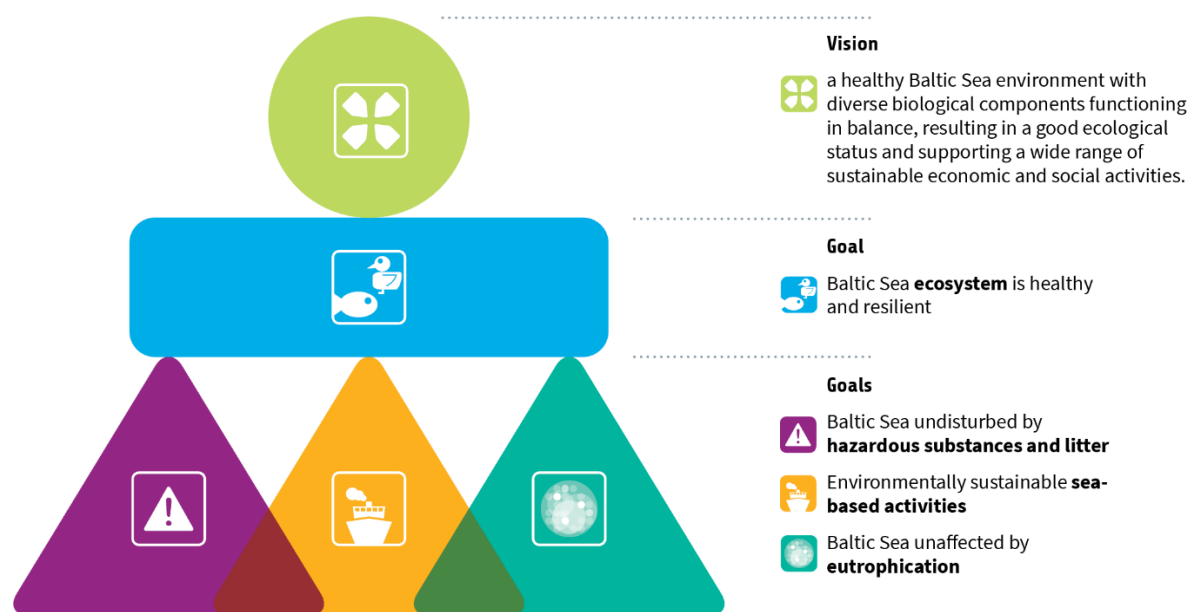 Vision
a healthy Baltic Sea environment with
diverse biological components functioning
in balance, resulting in a good ecological
status and supporting a wide range of
sustainable economic and social activities.
Goal
Baltic Sea ecosystem is healthy
and resilient
Goals
Baltic Sea undisturbed by
hazardous substances and litter
Environmentally sustainable sea-
based activities
Baltic Sea unaffected by
eutrophication